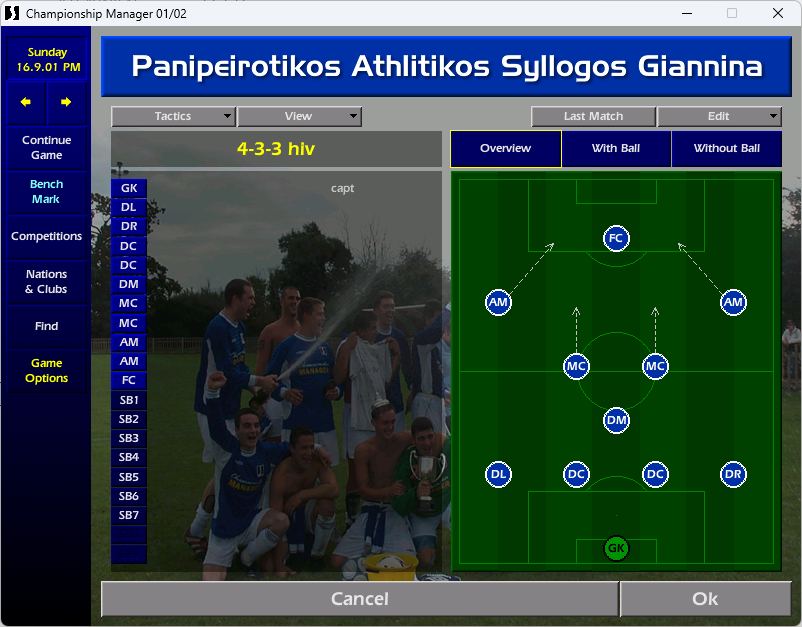 Championship Manager 01/02
Sunday
16.9.01 PM
Continue
Game
Bench
Mark
Competitions
Nations
& Clubs
Find
Game
Options
Panipeirotikos Athlitikos Syllogos Giannina
Tactics
View
Last Match
Edit
4-3-3 hiv
Overview
With Ball
Without Ball
GK
capt
DL
DR
DC
DC
DM
MC
MC
AM
AM
FC
SB1
SB2
SB3
SB4
SB5
SB6
SB7
FC
AM
AM
MC
MC
DM
DL
DC
DC
DR
GK
Cancel
Ok